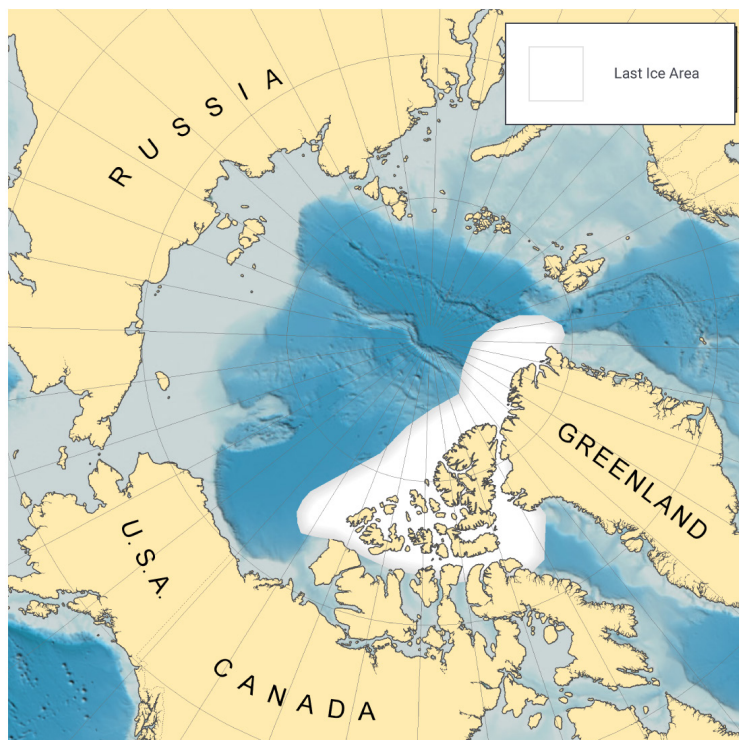 Last Ice Area
RUSSIA
GREENLAND
U.S.A.
CANADA